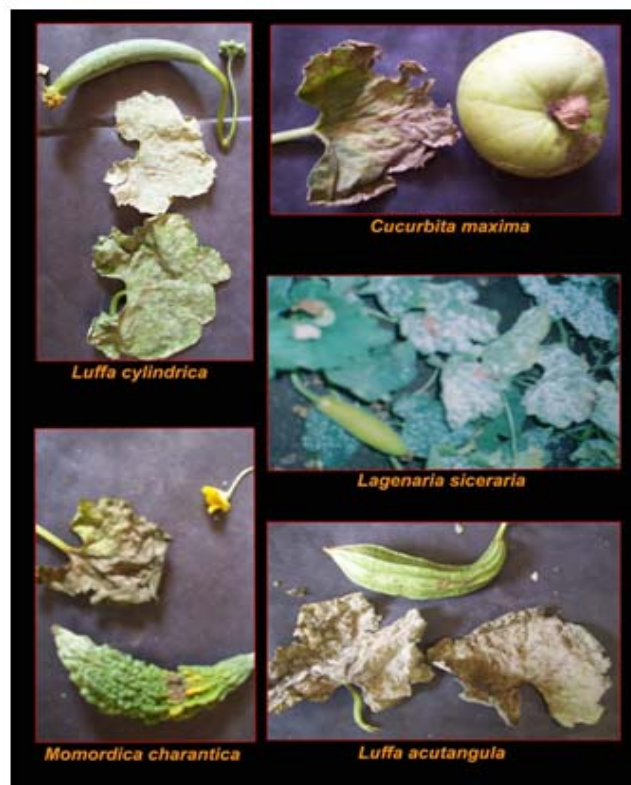 Cucurbita maxima
Luffa cylindrica
Lagenaria siceraria
Momordica charantica
Luffa acutangula